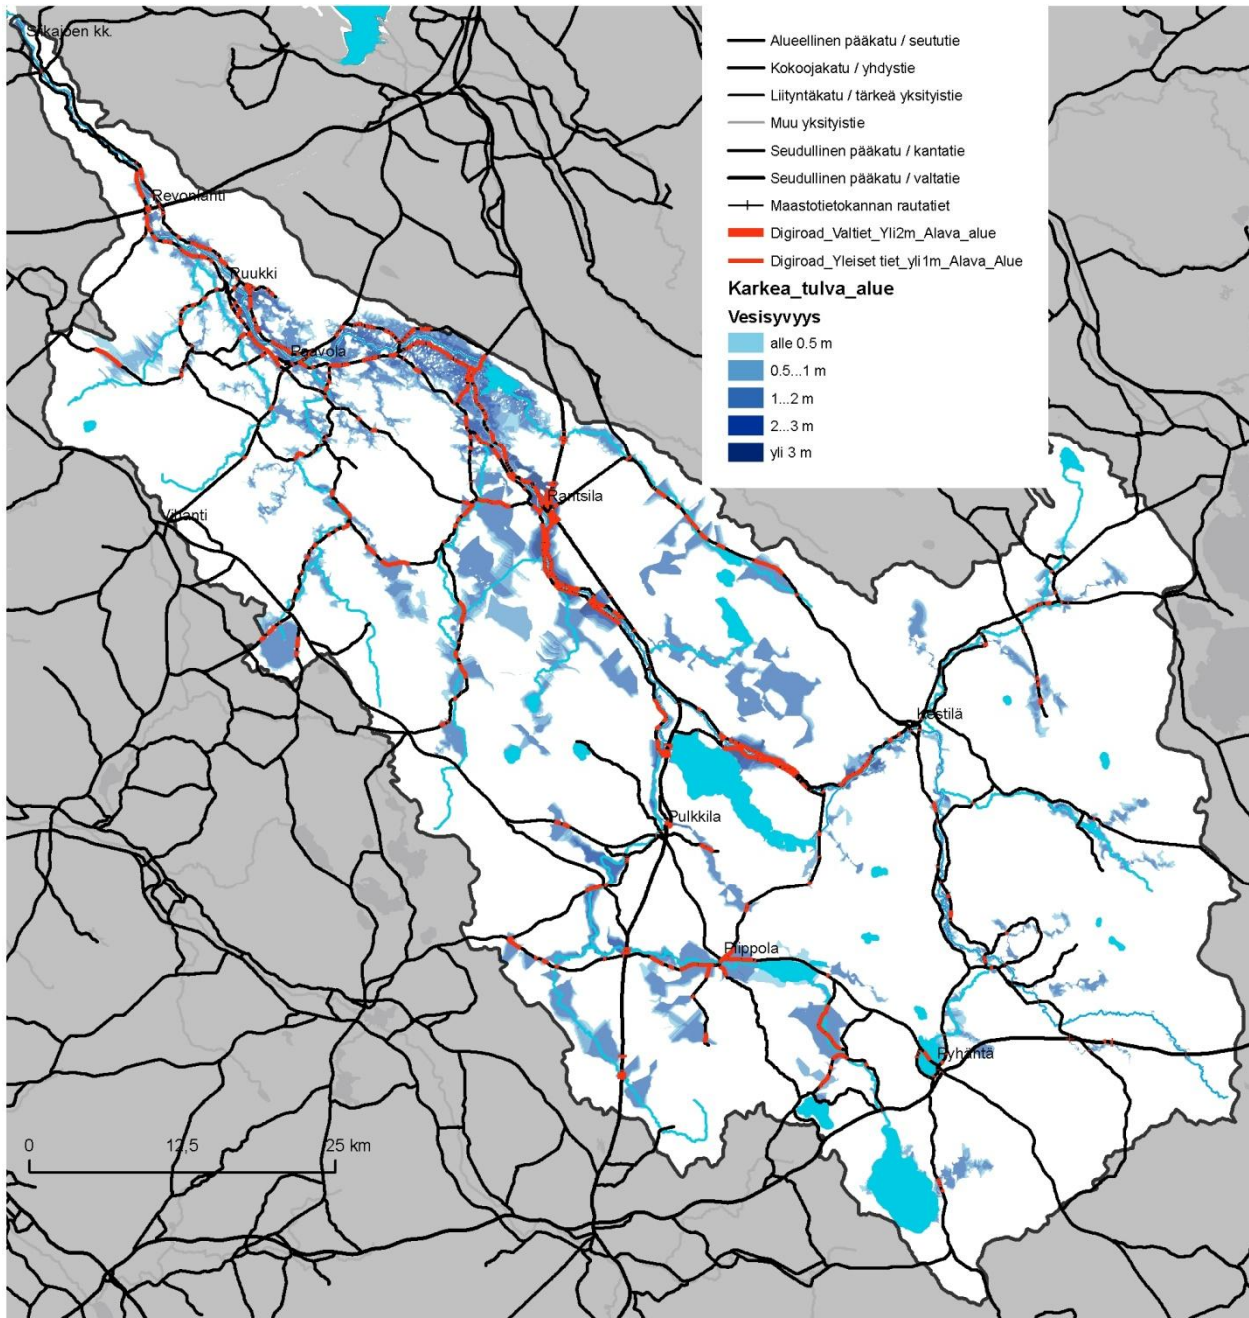 Siikajoen kk.
Alueellinen pääkatu / seututie
Kokoojakatu / yhdystie
Liityntäkatu / tärkeä yksityistie
Muu yksityistie
Seudullinen pääkatu / kantatie
Seudullinen pääkatu / valtatie
Maastotietokannan rautatiet
Digiroad_Valtiet_Yli2m_Alava_alue
Digiroad_Yleiset tiet_yli1m_Alava_Alue
Karkea_tulva_alue
Vesisyvyys
alle 0.5 m
0.5...1 m
1...2 m
2...3 m
yli 3 m
Revonlahti
Ruukki
Paavola
Rantsila
Vihanti
Kestilä
Pulkkila
Piippola
Pyhäntä
0 12,5 25 km